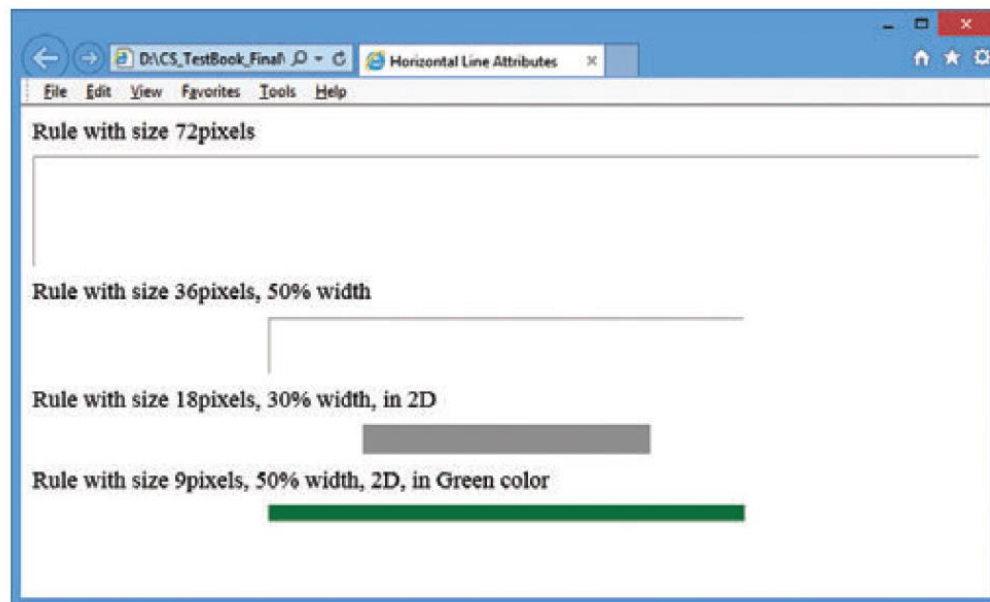 D:\CS_TestBook_Final\
Horizontal Line Attributes
File Edit View Favorites Tools Help
Rule with size 72pixels
Rule with size 36pixels, 50% width
Rule with size 18pixels, 30% width, in 2D
Rule with size 9pixels, 50% width, 2D, in Green color